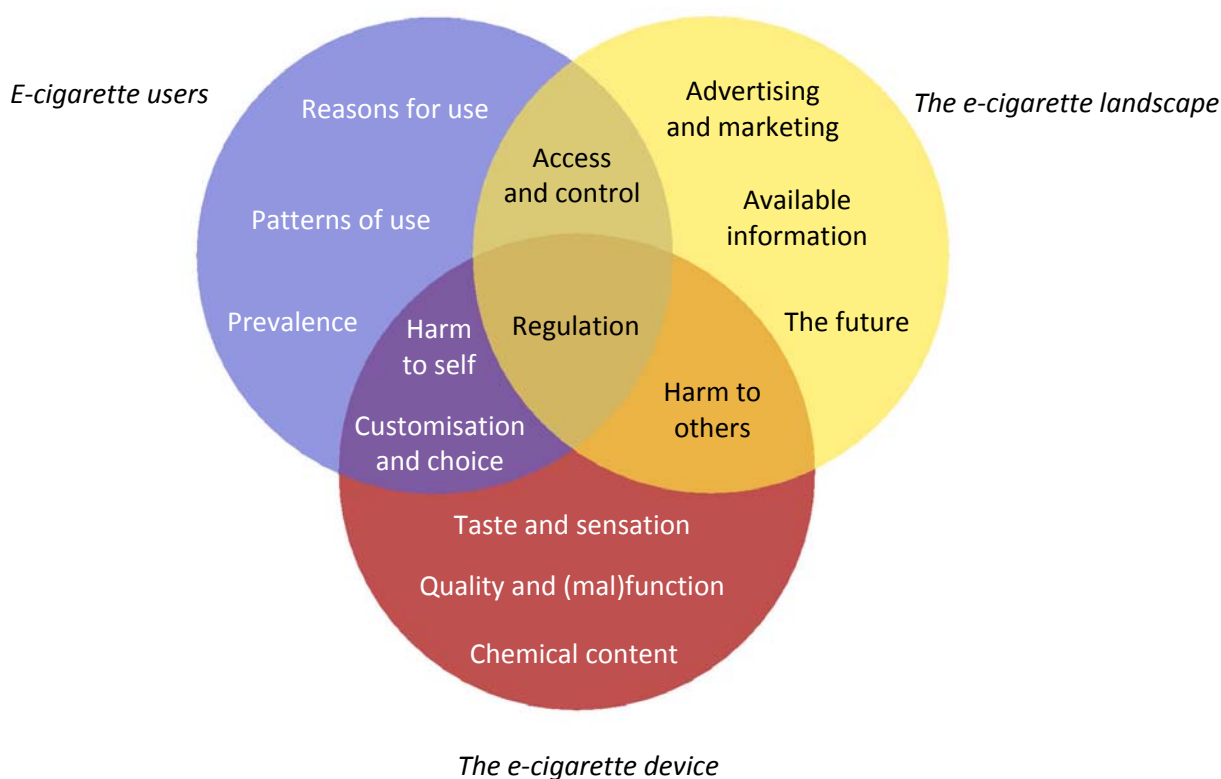 E-cigarette users
The e-cigarette landscape
Reasons for use
Patterns of use
Prevalence
Access
and control
Advertising
and marketing
Available
information
The future
Harm
to self
Regulation
Customisation
and choice
Harm to
others
Taste and sensation
Quality and (mal)function
Chemical content
The e-cigarette device